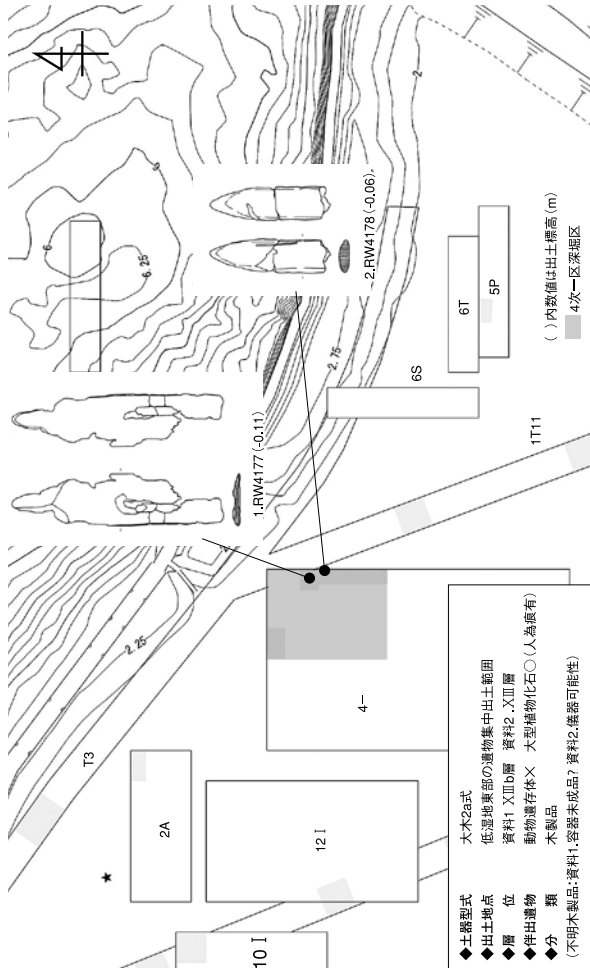 6
6.25
6
2
2.RW4178(-0.06)
1.RW4177(-0.11)
2.75
2.25
6T
5P
6S
1T11
T3
2A
12Ⅰ
10Ⅰ
4一
( )内数値は出土標高(m)
4次一区深堀区
◆土器型式 大木2a式
◆出土地点 低湿地東部の遺物集中出土範囲
◆層 位 資料1 ⅩⅢb層 資料2.ⅩⅢ層
◆伴出遺物 動物遺存体× 大型植物化石○(人為痕有)
◆分 類 木製品
(不明木製品:資料1.容器未成品? 資料2.儀器可能性)